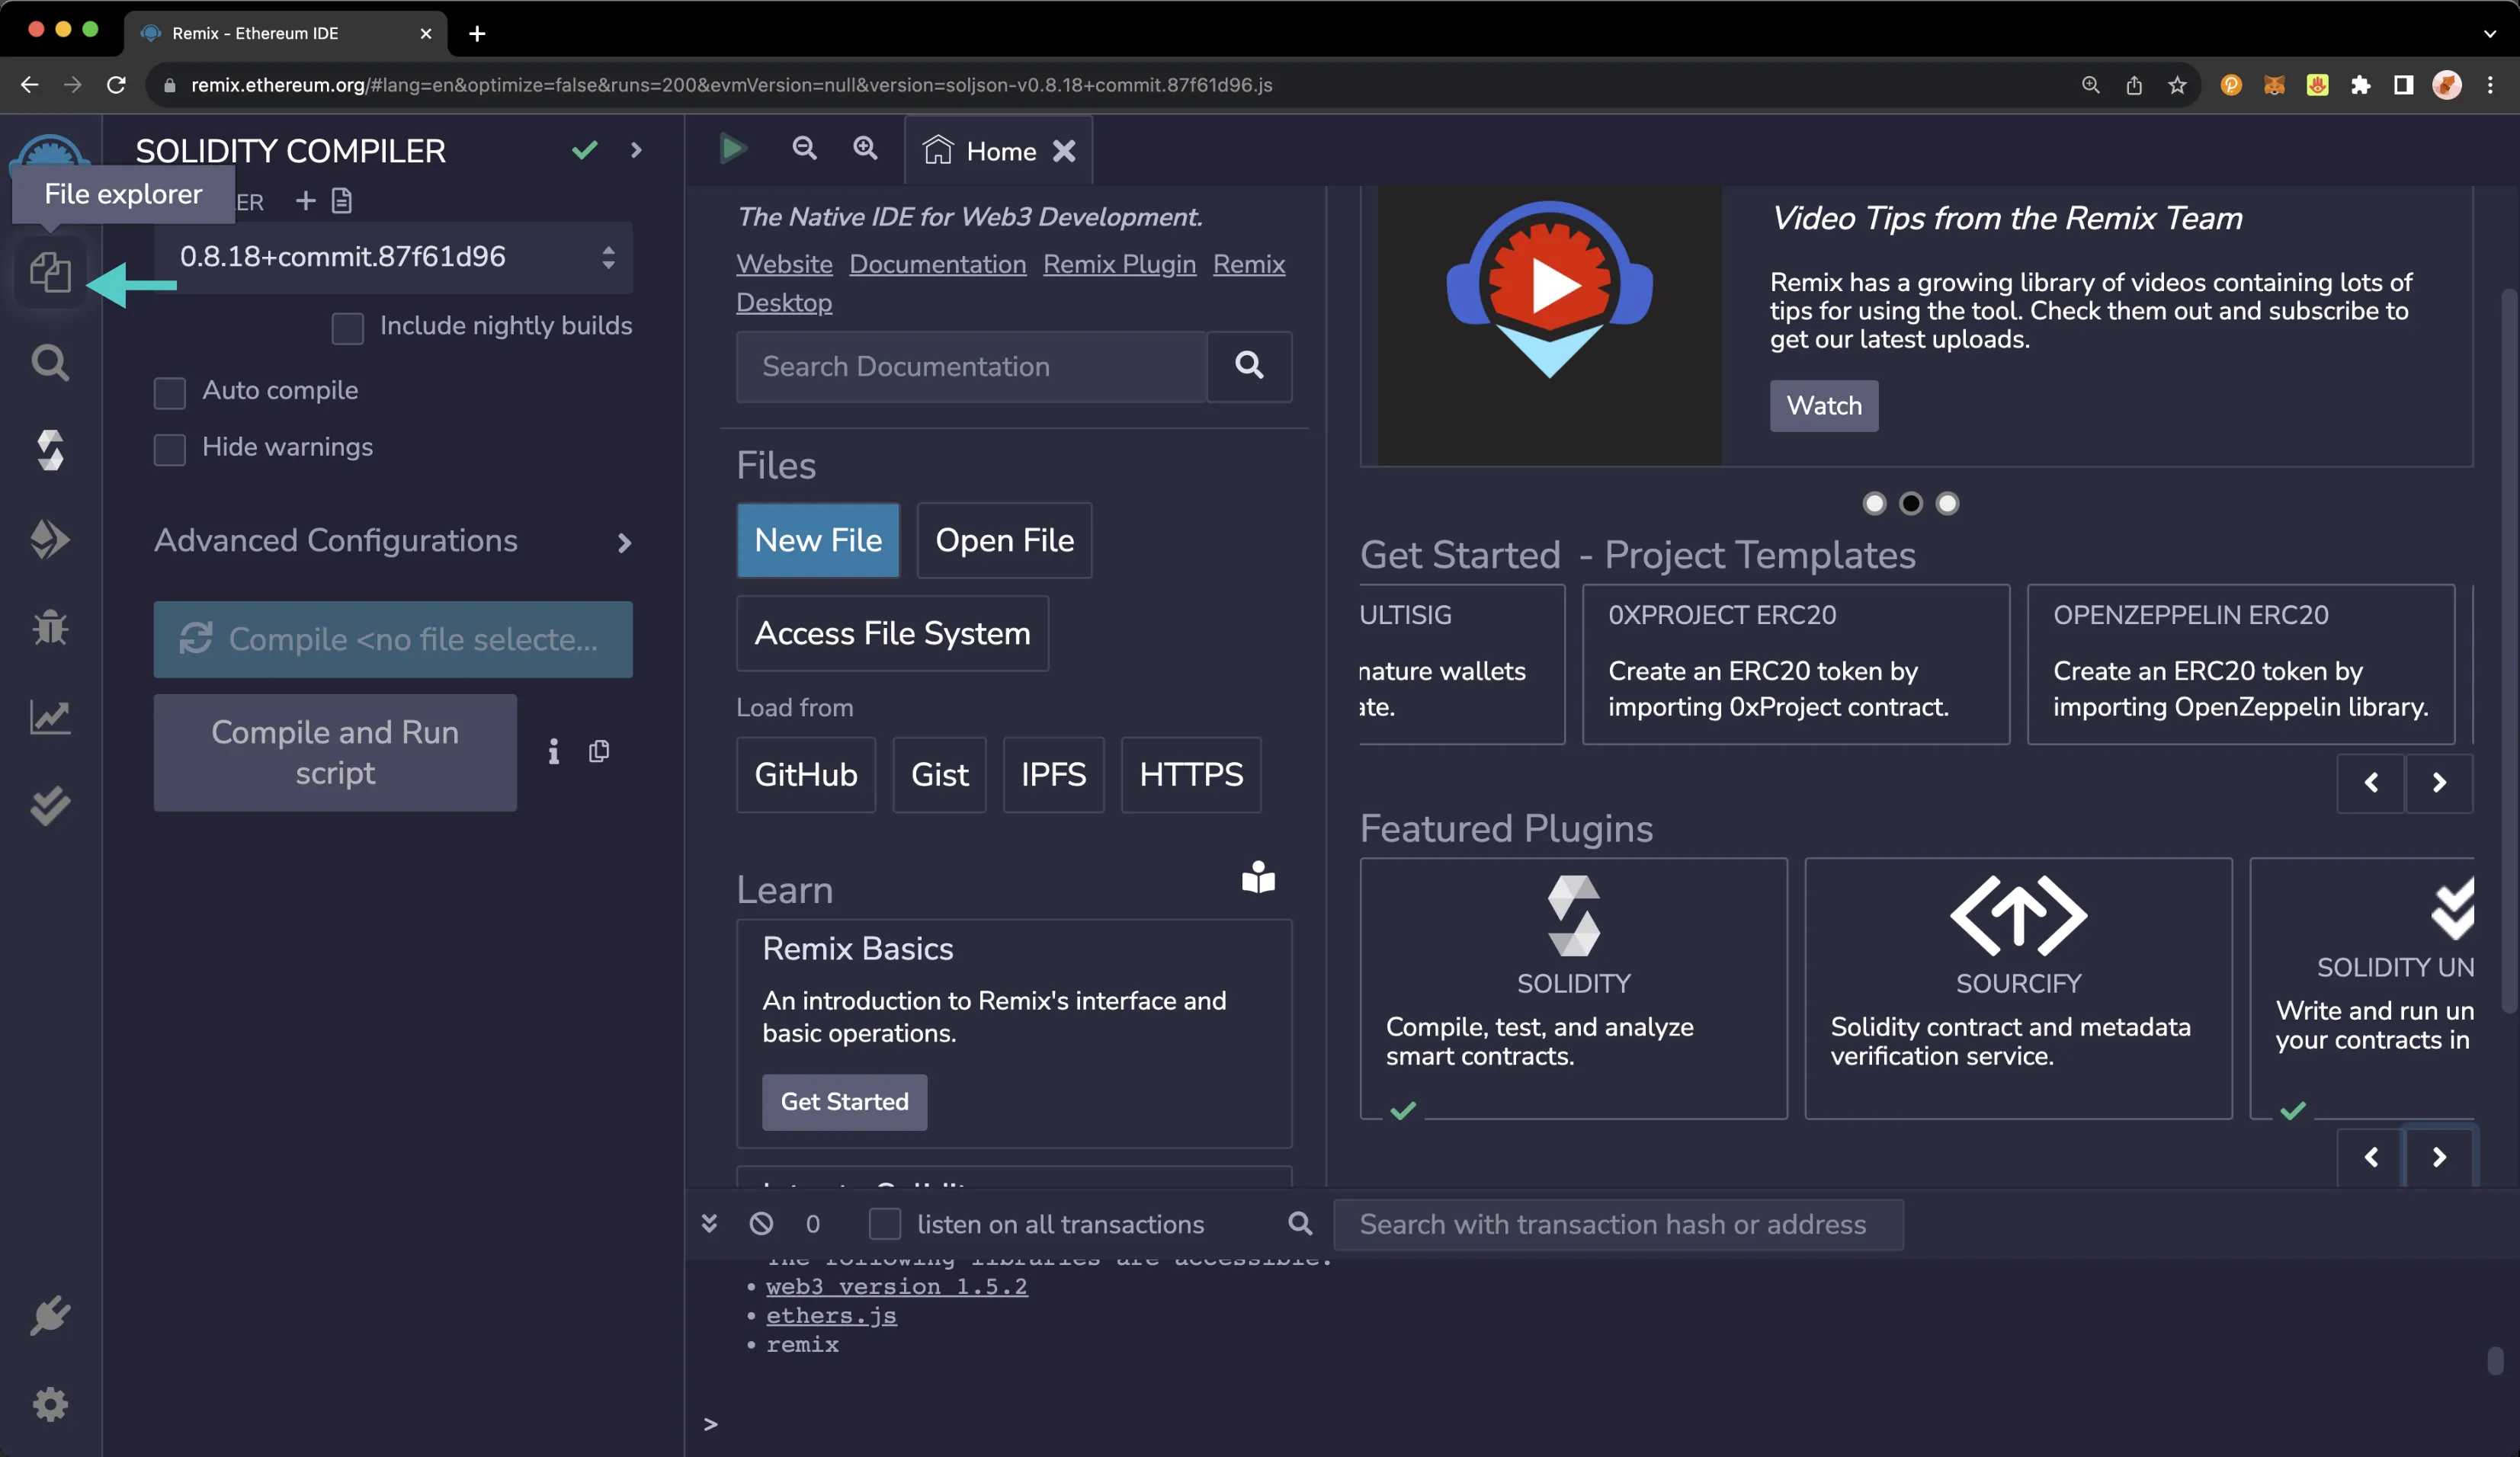 Remix - Ethereum IDE
remix.ethereum.org/#lang=en&optimize=false&runs=200&evmVersion=null&version=soljson-v0.8.18+commit.87f61d96.js
SOLIDITY COMPILER
File explorer
ER
0.8.18+commit.87f61d96
Include nightly builds
Auto compile
Hide warnings
Advanced Configurations
Compile <no file selecte...
Compile and Run
script
Home
The Native IDE for Web3 Development.
Website Documentation Remix Plugin Remix
Desktop
Search Documentation
Files
New File Open File
Access File System
Load from
GitHub Gist IPFS HTTPS
Learn
Remix Basics
An introduction to Remix's interface and
basic operations.
Get Started
Video Tips from the Remix Team
Remix has a growing library of videos containing lots of
tips for using the tool. Check them out and subscribe to
get our latest uploads.
Watch
Get Started - Project Templates
ULTISIG
nature wallets
ate.
0XPROJECT ERC20
Create an ERC20 token by
importing 0xProject contract.
OPENZEPPELIN ERC20
Create an ERC20 token by
importing OpenZeppelin library.
Featured Plugins
SOLIDITY
Compile, test, and analyze
smart contracts.
SOURCIFY
Solidity contract and metadata
verification service.
SOLIDITY UN
Write and run un
your contracts in
0 listen on all transactions
Search with transaction hash or address
The following libraries are accessible:
• web3 version 1.5.2
• ethers.js
• remix
>